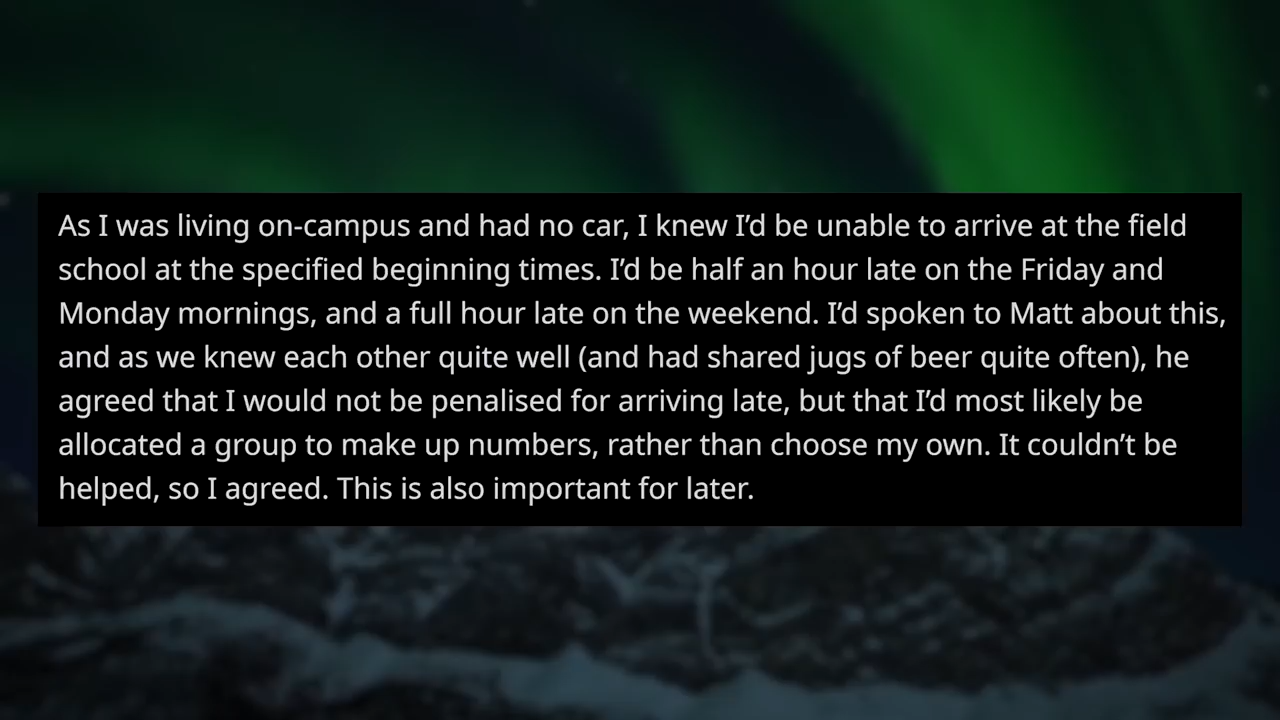 As I was living on-campus and had no car, I knew I’d be unable to arrive at the field
school at the specified beginning times. I’d be half an hour late on the Friday and
Monday mornings, and a full hour late on the weekend. I’d spoken to Matt about this,
and as we knew each other quite well (and had shared jugs of beer quite often), he
agreed that I would not be penalised for arriving late, but that I’d most likely be
allocated a group to make up numbers, rather than choose my own. It couldn’t be
helped, so I agreed. This is also important for later.